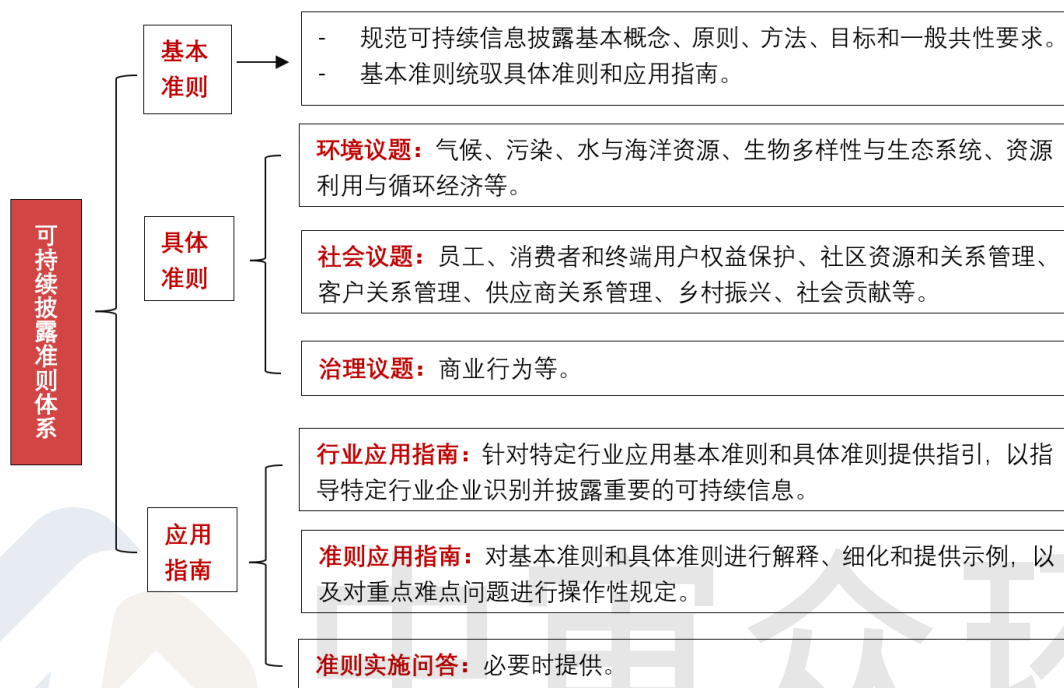 可持续披露准则体系
基本
准则
- 规范可持续信息披露基本概念、原则、方法、目标和一般共性要求。
- 基本准则统驭具体准则和应用指南。
具体
准则
环境议题：气候、污染、水与海洋资源、生物多样性与生态系统、资源
利用与循环经济等。
社会议题：员工、消费者和终端用户权益保护、社区资源和关系管理、
客户关系管理、供应商关系管理、乡村振兴、社会贡献等。
治理议题：商业行为等。
应用
指南
行业应用指南：针对特定行业应用基本准则和具体准则提供指引，以指
导特定行业企业识别并披露重要的可持续信息。
准则应用指南：对基本准则和具体准则进行解释、细化和提供示例，以
及对重点难点问题进行操作性规定。
准则实施问答：必要时提供。
中审众环